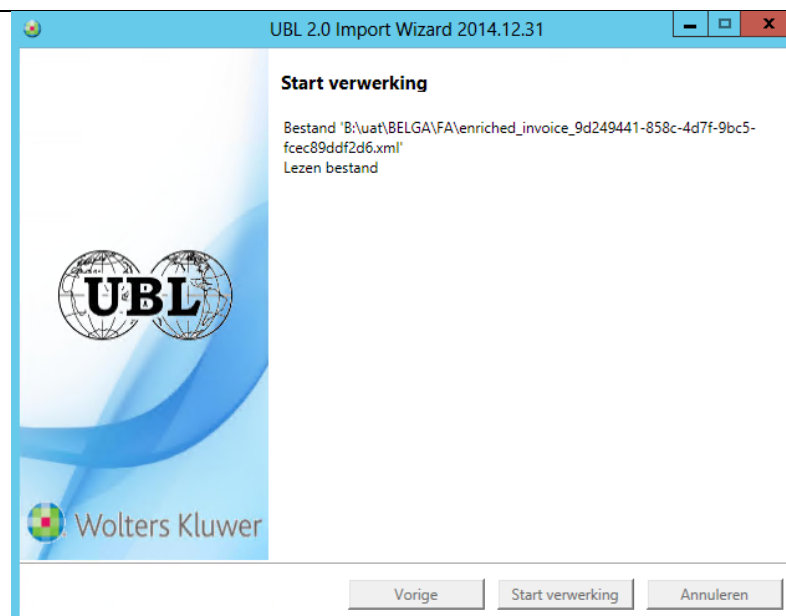 UBL 2.0 Import Wizard 2014.12.31
Start verwerking
Bestand 'B:\uat\BELGA\FA\enriched_invoice_9d249441-858c-4d7f-9bc5-
fcec89ddf2d6.xml'
Lezen bestand
UBL
Wolters Kluwer
Vorige
Start verwerking
Annuleren